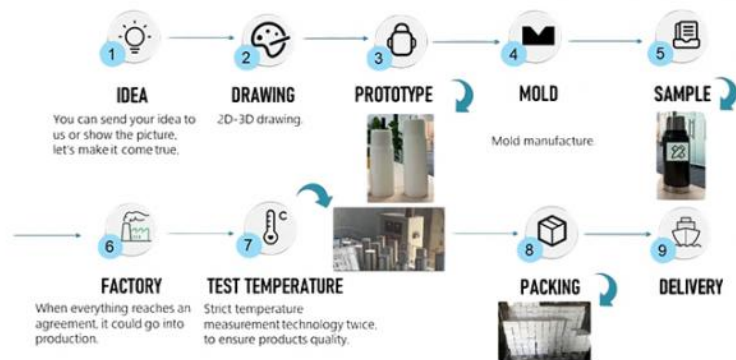 1
2
3
4
5
IDEA
DRAWING
PROTOTYPE
MOLD
SAMPLE
You can send your idea to
us or show the picture,
let's make it come true.
2D-3D drawing.
Mold manufacture.
C
6
7
8
9
FACTORY
TEST TEMPERATURE
PACKING
DELIVERY
When everything reaches an
agreement, it could go into
production.
Strict temperature
measurement technology twice,
to ensure products quality.